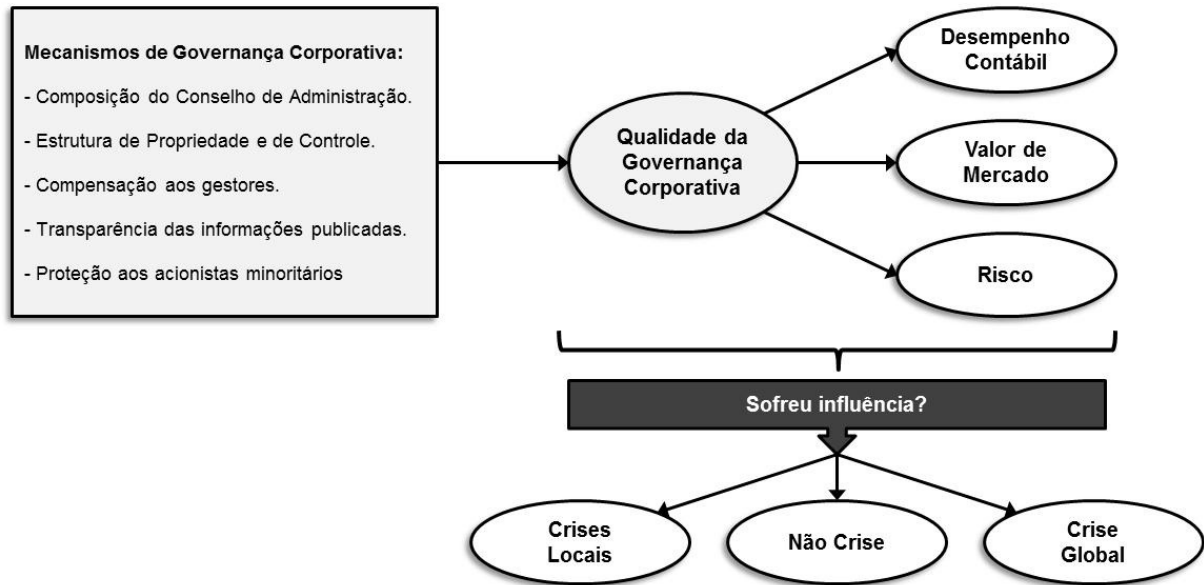 Mecanismos de Governança Corporativa:
- Composição do Conselho de Administração.
- Estrutura de Propriedade e de Controle.
- Compensação aos gestores.
- Transparência das informações publicadas.
- Proteção aos acionistas minoritários
Qualidade da
Governança
Corporativa
Desempenho
Contábil
Valor de
Mercado
Risco
Sofreu influência?
Crises
Locais
Não Crise
Crise
Global